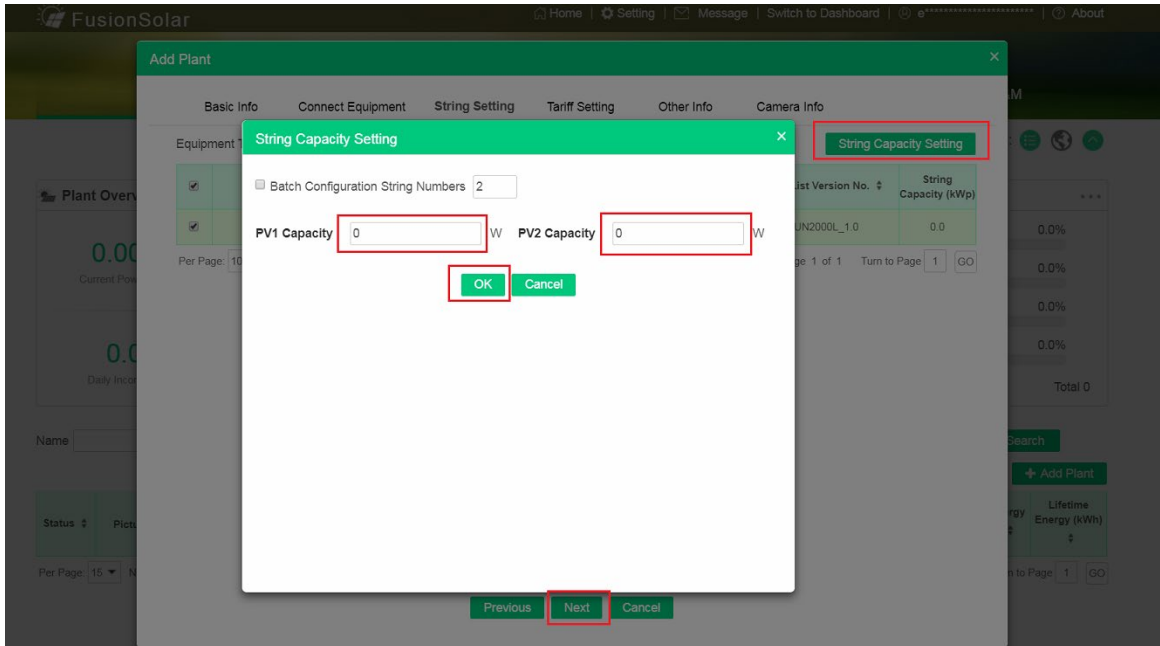 FusionSolar
Home | Setting | Message | Switch to Dashboard | e*********************** | About
Add Plant ×
AM
Basic Info Connect Equipment String Setting Tariff Setting Other Info Camera Info
Equipment T
String Capacity Setting ×
String Capacity Setting
Batch Configuration String Numbers 2
List Version No. String Capacity (kWp)
Plant Overv
PV1 Capacity 0 W PV2 Capacity 0 W
UN2000L_1.0 0.0
0.0%
0.00
Per Page: 10
ge 1 of 1 Turn to Page 1 GO
0.0%
Current Pow
OK Cancel
0.0%
0.0
0.0%
Daily Incom
Total 0
Name
Search
+ Add Plant
Status Pictu
rgy Lifetime Energy (kWh)
Per Page: 15 N
n to Page 1 GO
Previous Next Cancel